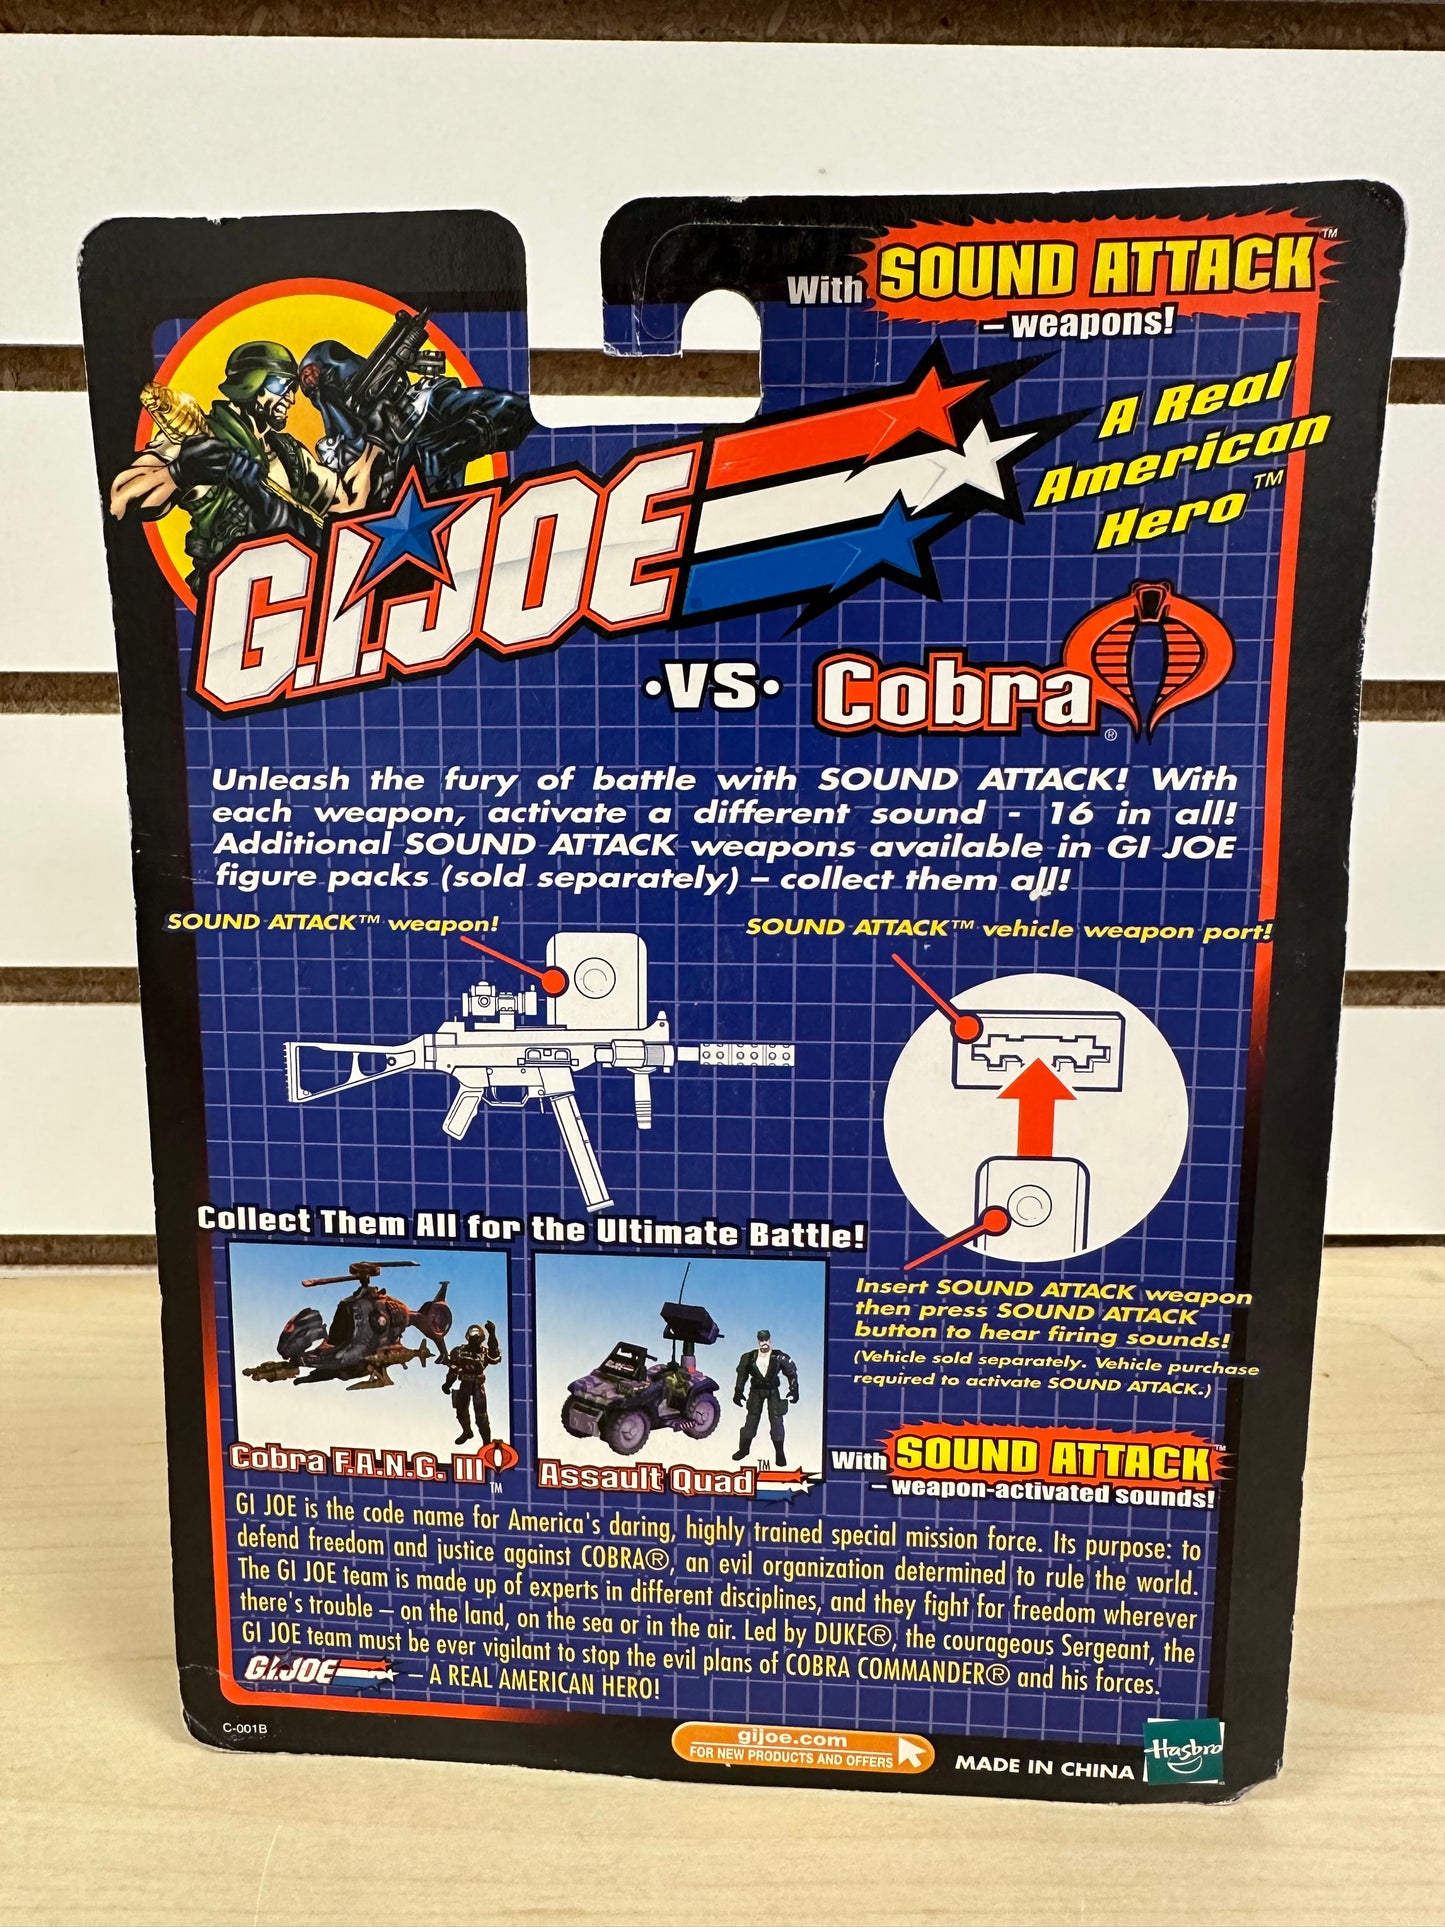 With SOUND ATTACK™
– weapons!
A Real
American
Hero™
G.I.JOE®
·VS· Cobra®
Unleash the fury of battle with SOUND ATTACK! With
each weapon, activate a different sound - 16 in all!
Additional SOUND ATTACK weapons available in GI JOE
figure packs (sold separately) – collect them all!
SOUND ATTACK™ weapon!
SOUND ATTACK™ vehicle weapon port!
Collect Them All for the Ultimate Battle!
Insert SOUND ATTACK weapon
then press SOUND ATTACK
button to hear firing sounds!
(Vehicle sold separately. Vehicle purchase
required to activate SOUND ATTACK.)
Cobra F.A.N.G. III™
Assault Quad™
With SOUND ATTACK™
– weapon-activated sounds!
GI JOE is the code name for America's daring, highly trained special mission force. Its purpose: to
defend freedom and justice against COBRA®, an evil organization determined to rule the world.
The GI JOE team is made up of experts in different disciplines, and they fight for freedom wherever
there's trouble – on the land, on the sea or in the air. Led by DUKE®, the courageous Sergeant, the
GI JOE team must be ever vigilant to stop the evil plans of COBRA COMMANDER® and his forces.
G.I.JOE – A REAL AMERICAN HERO!
C-001B
gijoe.com
FOR NEW PRODUCTS AND OFFERS
MADE IN CHINA
Hasbro